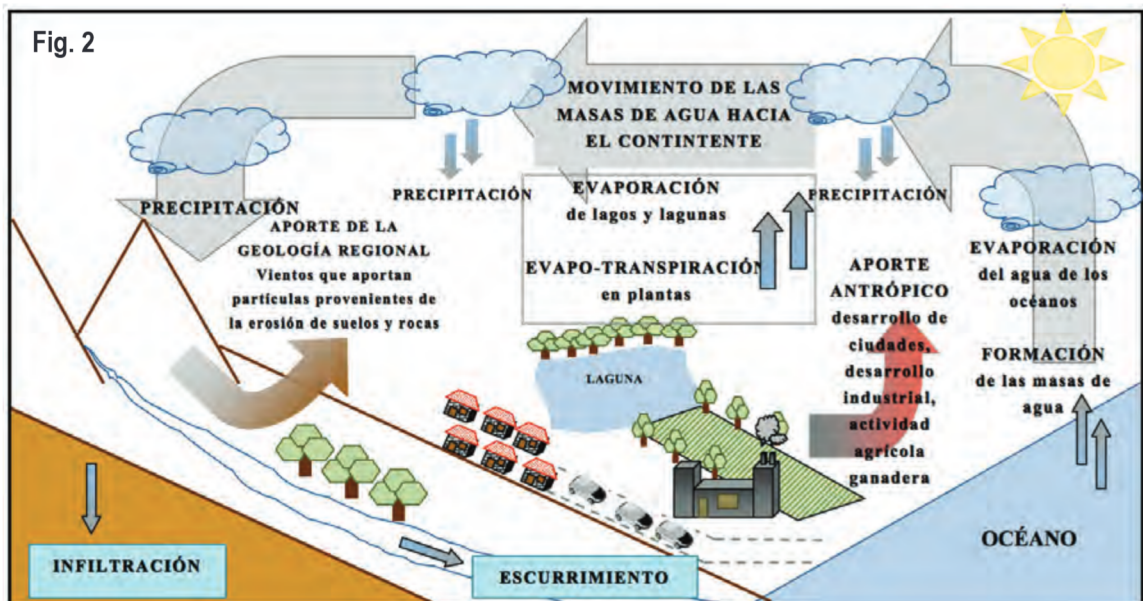 Fig. 2
MOVIMIENTO DE LAS
MASAS DE AGUA HACIA
EL CONTINTENTE
PRECIPITACIÓN
APORTE DE LA
GEOLOGÍA REGIONAL
Vientos que aportan
partículas provenientes de
la erosión de suelos y rocas
PRECIPITACIÓN
EVAPORACIÓN
de lagos y lagunas
EVAPO-TRANSPIRACIÓN
en plantas
PRECIPITACIÓN
APORTE
ANTRÓPICO
desarrollo de
ciudades,
desarrollo
industrial,
actividad
agrícola
ganadera
EVAPORACIÓN
del agua de los
océanos
FORMACIÓN
de las masas de
agua
LAGUNA
OCÉANO
INFILTRACIÓN
ESCURRIMIENTO